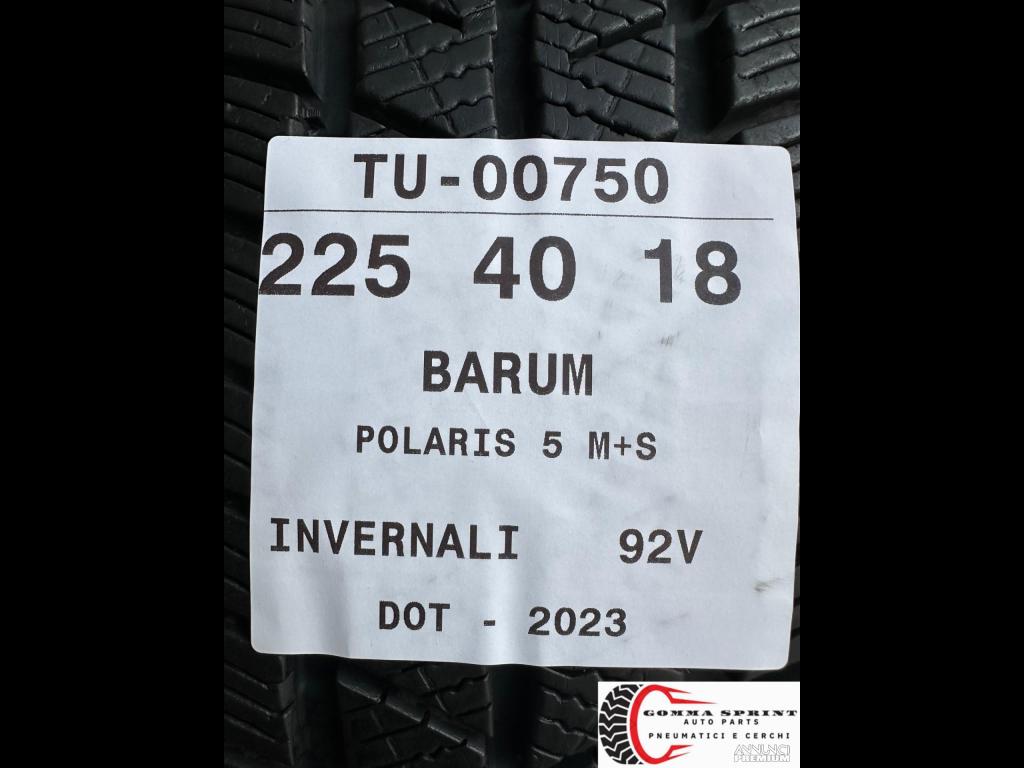 TU-00750
225 40 18
BARUM
POLARIS 5 M+S
INVERNALI 92V
DOT - 2023
GOMMA SPRINT
AUTO PARTS
PNEUMATICI E CERCHI
ANNUNCI
PREMIUM